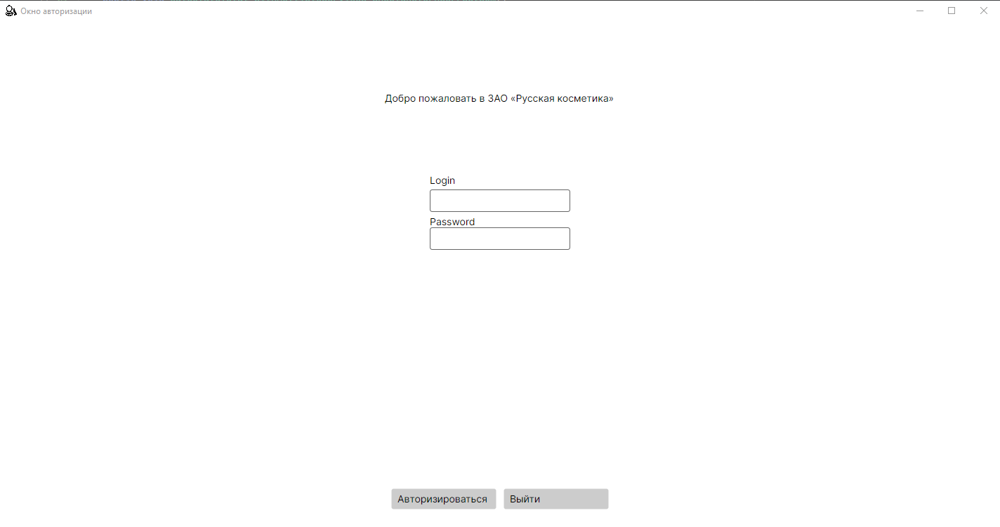 Окно авторизации
Добро пожаловать в ЗАО «Русская косметика»
Login
Password
Авторизироваться
Выйти